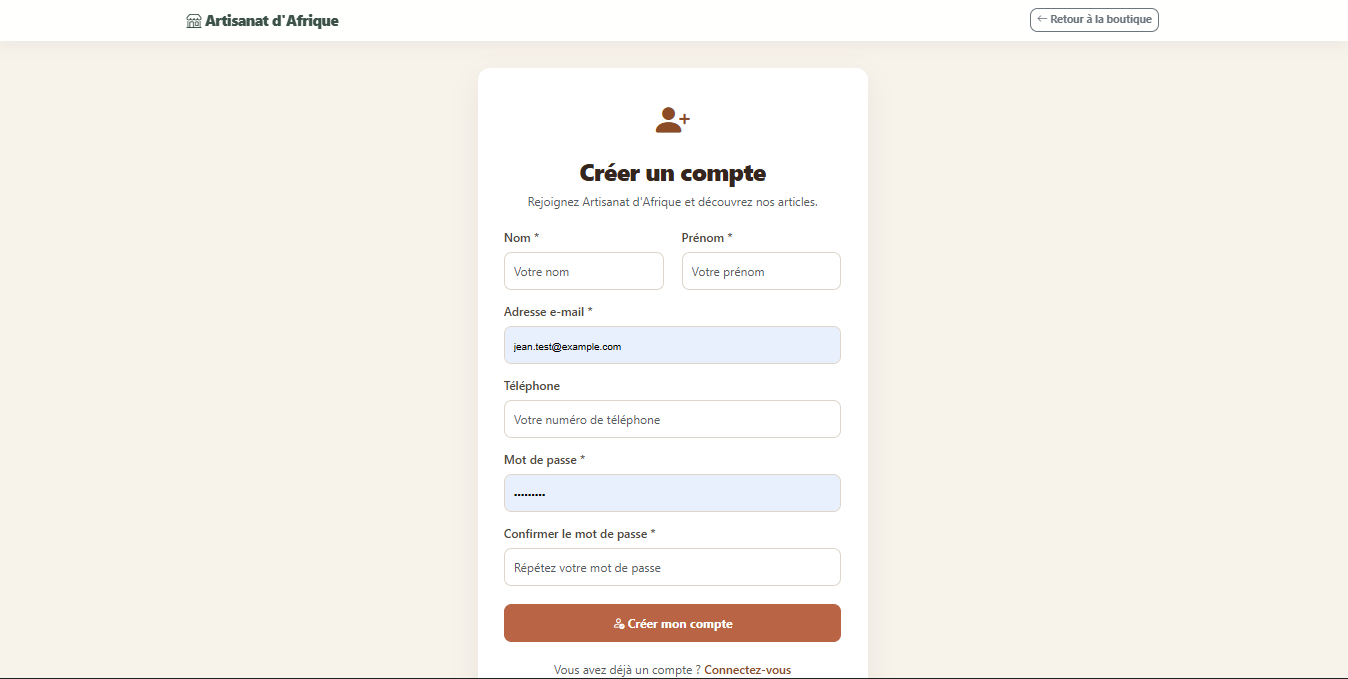 Artisanat d'Afrique
← Retour à la boutique
Créer un compte
Rejoignez Artisanat d'Afrique et découvrez nos articles.
Nom * Prénom *
Votre nom Votre prénom
Adresse e-mail *
jean.test@example.com
Téléphone
Votre numéro de téléphone
Mot de passe *
•••••••••
Confirmer le mot de passe *
Répétez votre mot de passe
Créer mon compte
Vous avez déjà un compte ? Connectez-vous